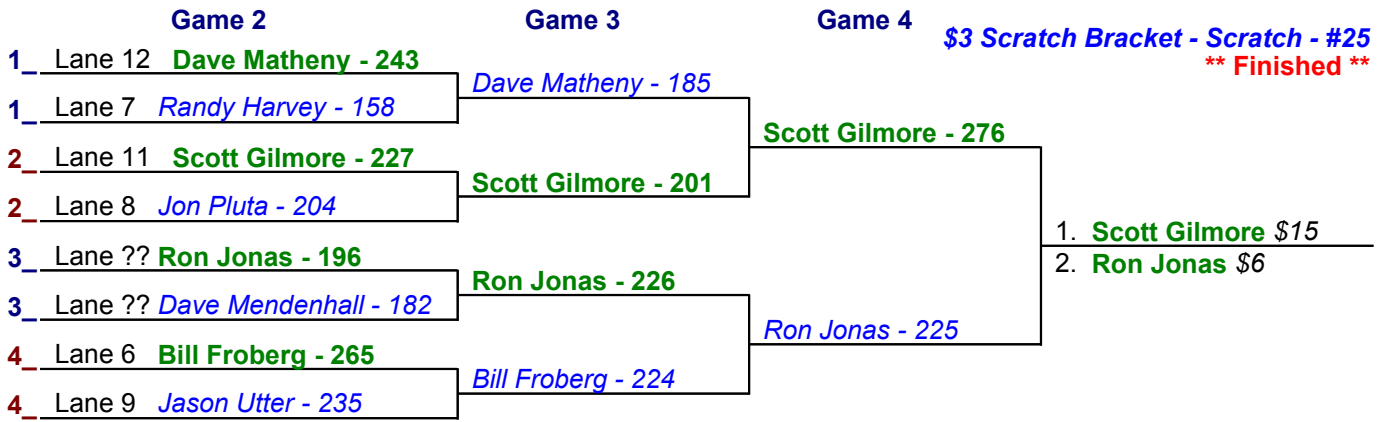 Game 2 Game 3 Game 4
$3 Scratch Bracket - Scratch - #25
** Finished **
1_ Lane 12 Dave Matheny - 243
1_ Lane 7 Randy Harvey - 158
2_ Lane 11 Scott Gilmore - 227
2_ Lane 8 Jon Pluta - 204
3_ Lane ?? Ron Jonas - 196
3_ Lane ?? Dave Mendenhall - 182
4_ Lane 6 Bill Froberg - 265
4_ Lane 9 Jason Utter - 235
Dave Matheny - 185
Scott Gilmore - 201
Ron Jonas - 226
Bill Froberg - 224
Scott Gilmore - 276
Ron Jonas - 225
1. Scott Gilmore $15
2. Ron Jonas $6